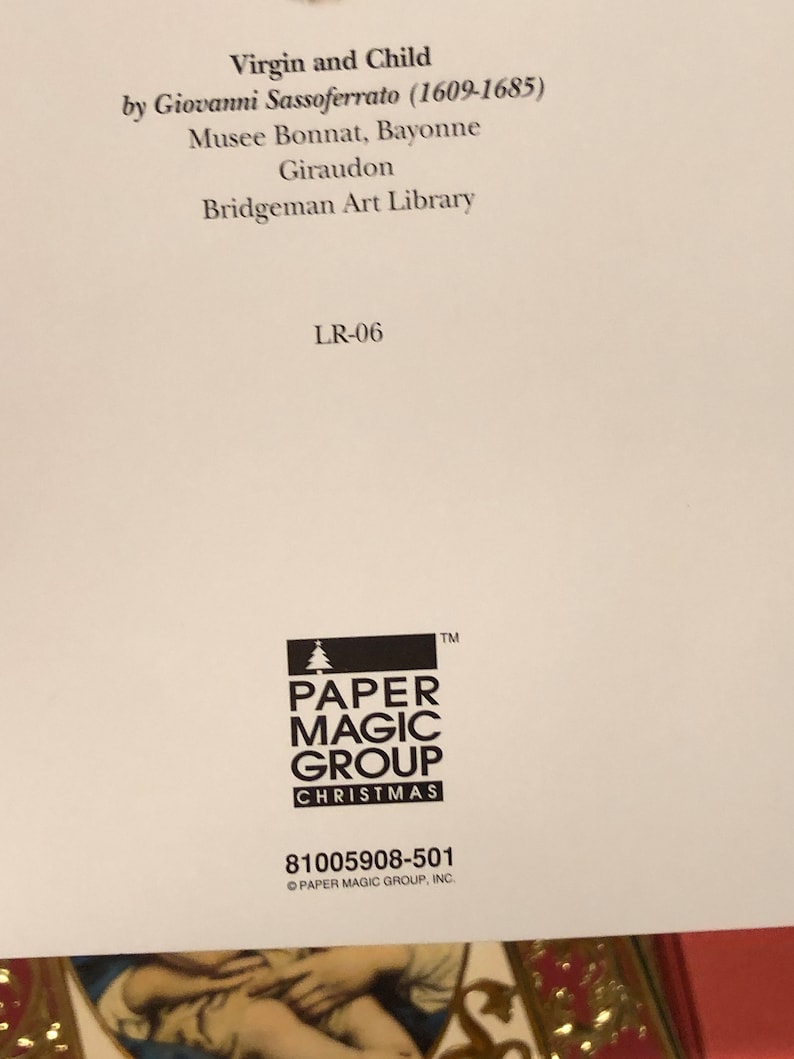 Virgin and Child
by Giovanni Sassoferrato (1609-1685)
Musee Bonnat, Bayonne
Giraudon
Bridgeman Art Library
LR-06
TM
PAPER
MAGIC
GROUP
CHRISTMAS
81005908-501
© PAPER MAGIC GROUP, INC.